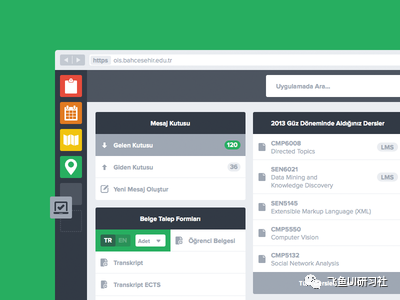 https ois.bahcesehir.edu.tr
Uygulamada Ara...
Mesaj Kutusu
Gelen Kutusu 120
Giden Kutusu 36
Yeni Mesaj Oluştur
Belge Talep Formları
TR EN Adet Öğrenci Belgesi
Transkript
Transkript ECTS
2013 Güz Döneminde Aldığınız Dersler
CMP6008
Directed Topics
LMS
SEN6021
Data Mining and
Knowledge Discovery
LMS
SEN5145
Extensible Markup Language (XML)
CMP5550
Computer Vision
CMP5132
Social Network Analysis
飞鱼UI研习社